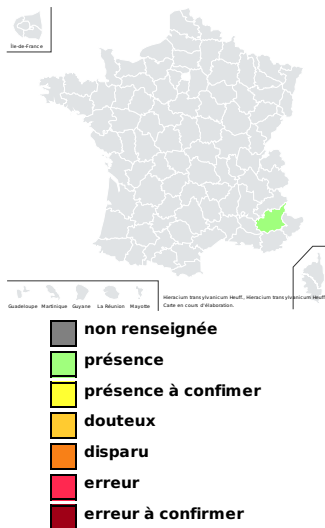 Île-de-France
Guadeloupe Martinique Guyane La Réunion Mayotte
Hieracium transylvanicum Heuff., Hieracium transylvanicum Heuff
Carte en cours d'élaboration.
non renseignée
présence
présence à confimer
douteux
disparu
erreur
erreur à confirmer